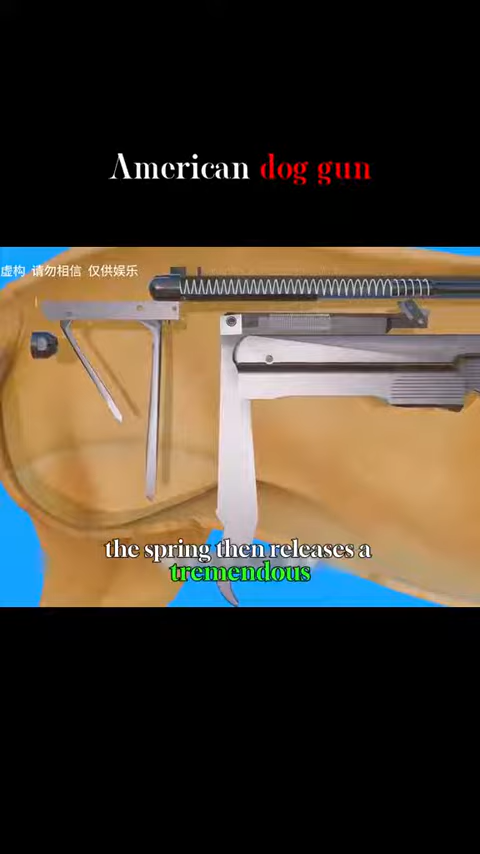 American dog gun
虚构 请勿相信 仅供娱乐
the spring then releases a
tremendous